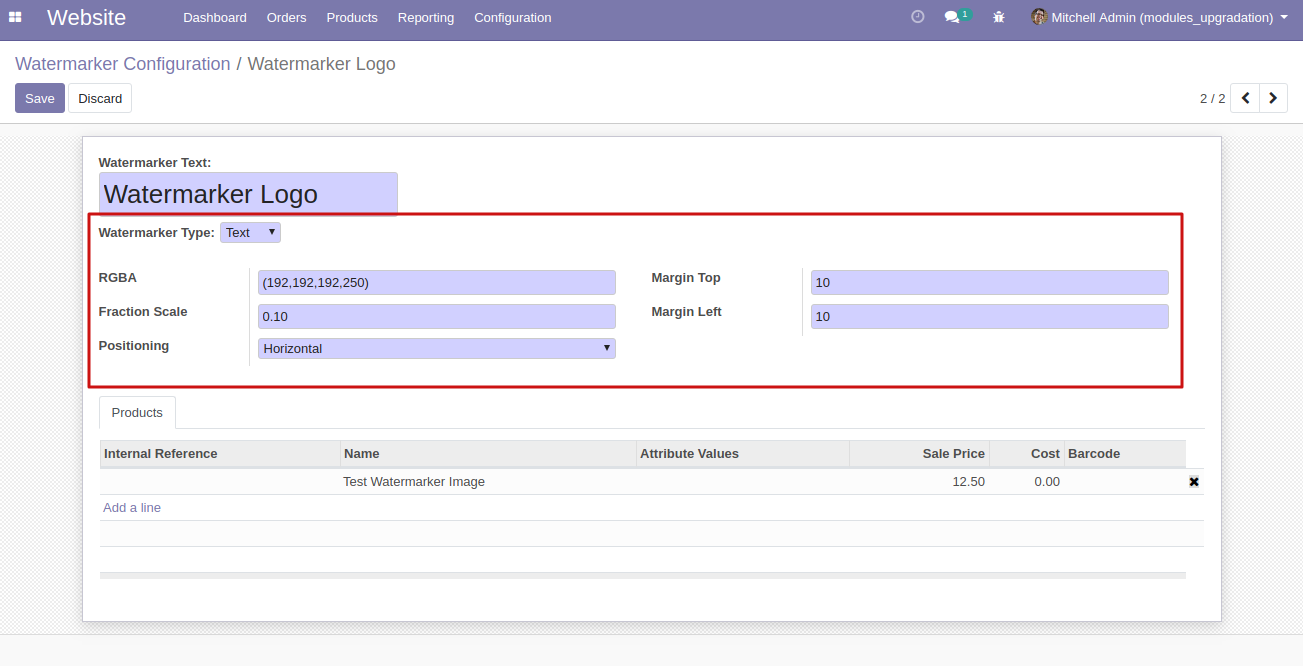 Website Dashboard Orders Products Reporting Configuration 1 Mitchell Admin (modules_upgradation)
Watermarker Configuration / Watermarker Logo
Save Discard 2 / 2
Watermarker Text:
Watermarker Logo
Watermarker Type: Text
RGBA (192,192,192,250) Margin Top 10
Fraction Scale 0.10 Margin Left 10
Positioning Horizontal
Products
Internal Reference Name Attribute Values Sale Price Cost Barcode
Test Watermarker Image 12.50 0.00
Add a line